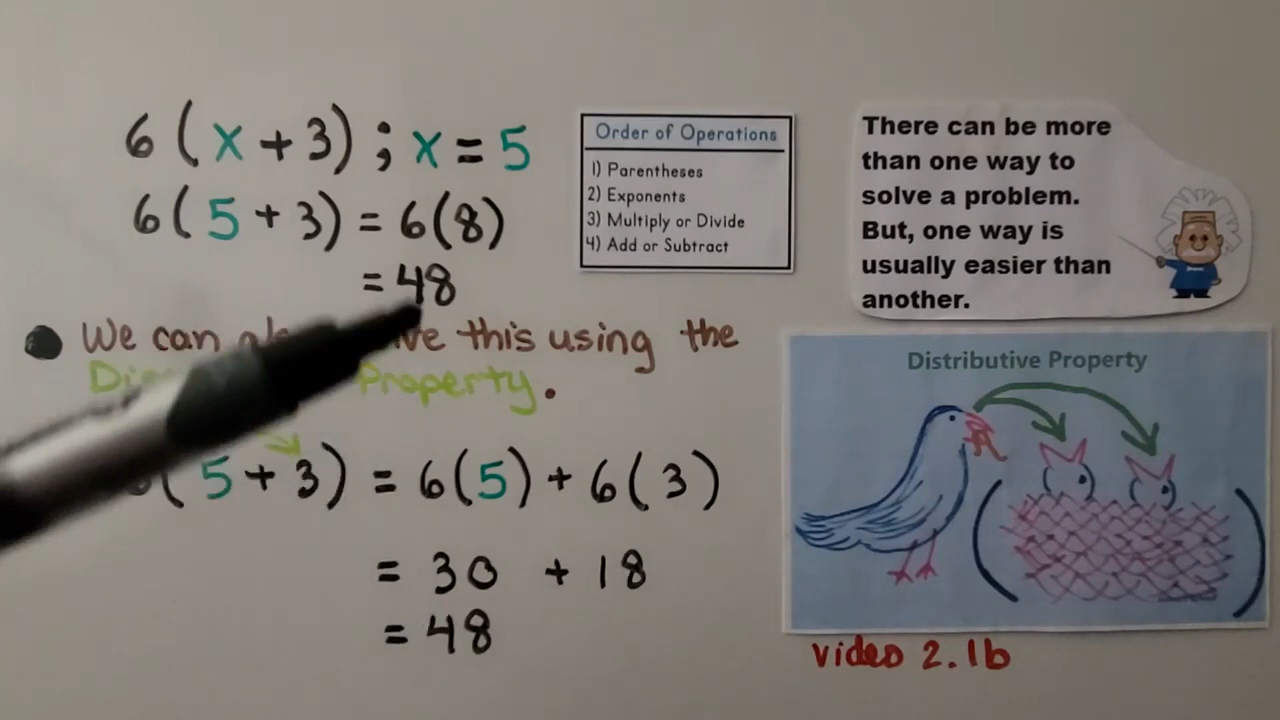 6(x + 3); x = 5
6(5 + 3) = 6(8)
= 48
We can this using the
Property.
(5 + 3) = 6(5) + 6(3)
= 30 + 18
= 48
Order of Operations
1) Parentheses
2) Exponents
3) Multiply or Divide
4) Add or Subtract
There can be more
than one way to
solve a problem.
But, one way is
usually easier than
another.
Distributive Property
video 2.1b